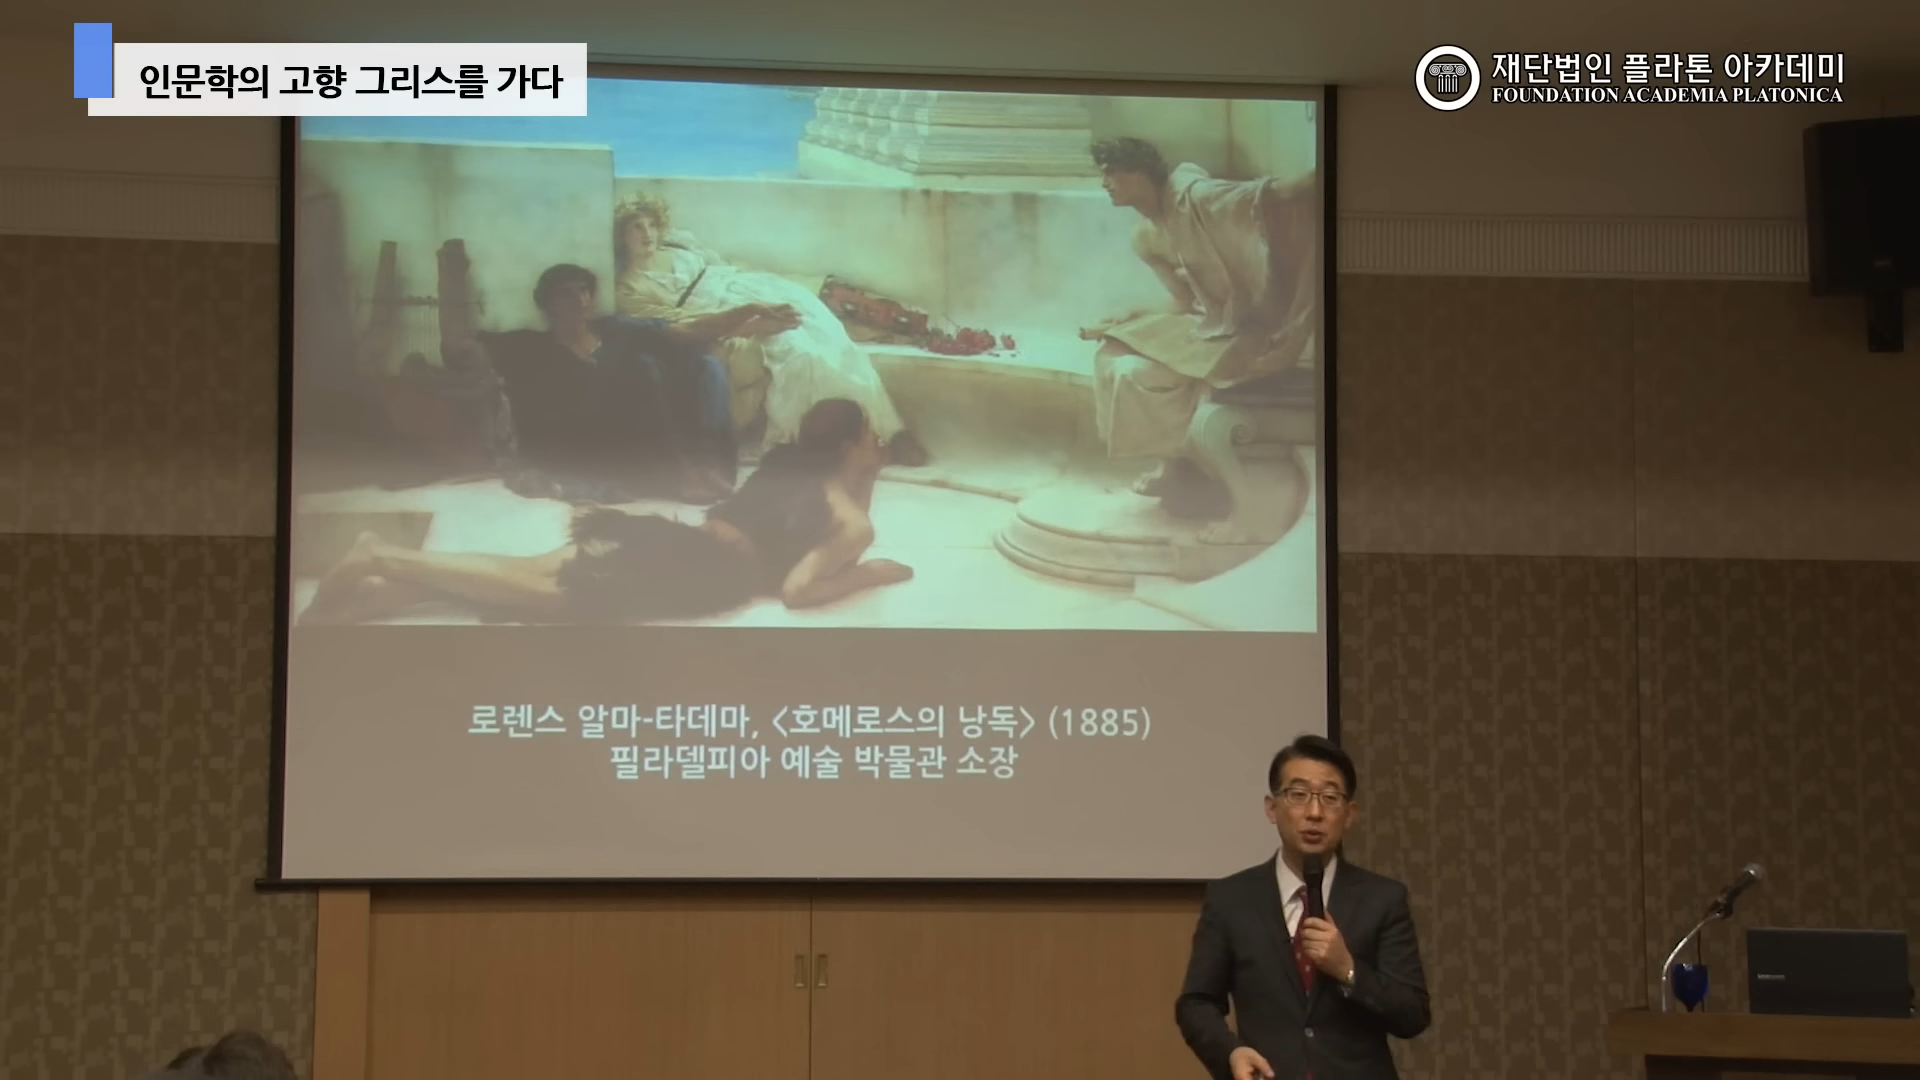 인문학의 고향 그리스를 가다
재단법인 플라톤 아카데미
FOUNDATION ACADEMIA PLATONICA
로렌스 알마-타데마, <호메로스의 낭독> (1885)
필라델피아 예술 박물관 소장